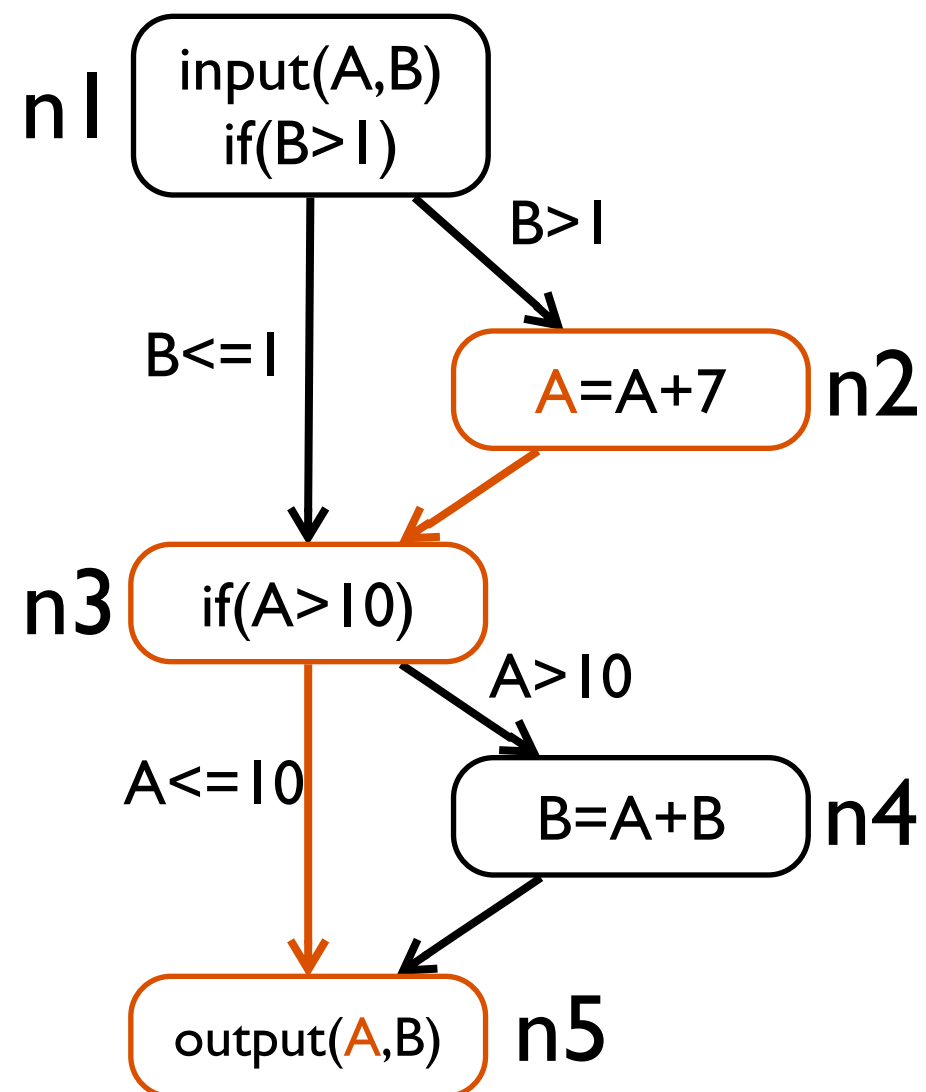 n1
input(A,B)
if(B>1)
B>1
B<=1
A=A+7
n2
n3
if(A>10)
A>10
A<=10
B=A+B
n4
output(A,B)
n5